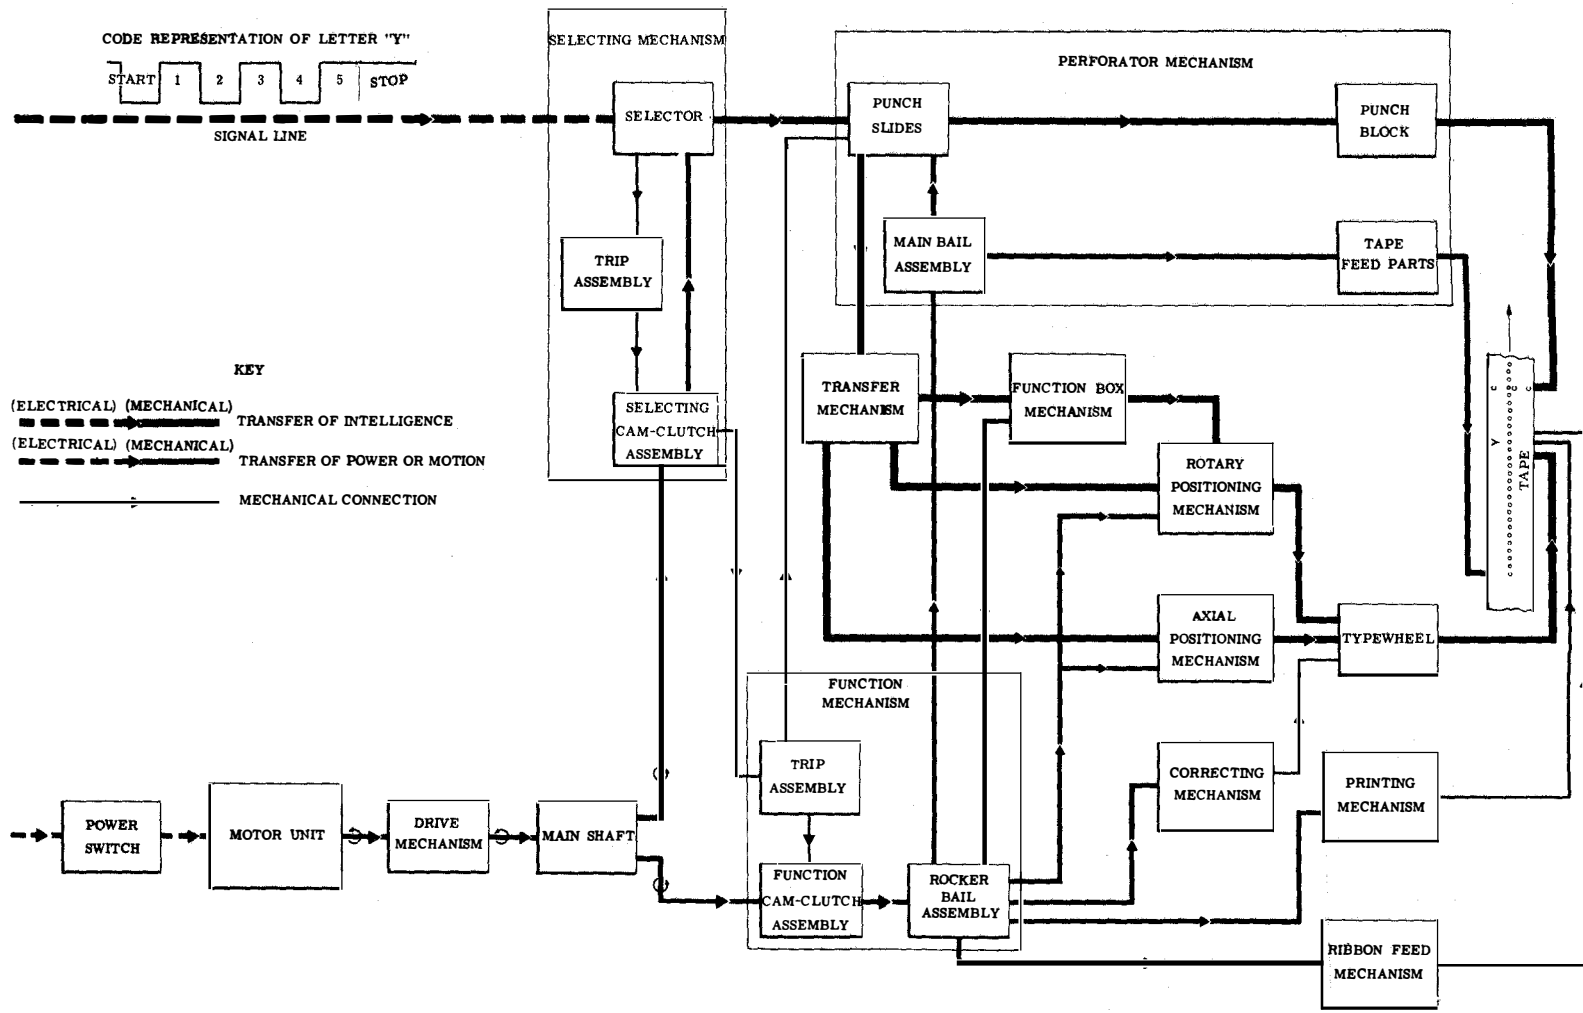 CODE REPRESENTATION OF LETTER "Y"
START 1 2 3 4 5 STOP
SIGNAL LINE
SELECTING MECHANISM
SELECTOR
TRIP
ASSEMBLY
SELECTING
CAM-CLUTCH
ASSEMBLY
PERFORATOR MECHANISM
PUNCH
SLIDES
PUNCH
BLOCK
MAIN BAIL
ASSEMBLY
TAPE
FEED PARTS
KEY
(ELECTRICAL) (MECHANICAL)
TRANSFER OF INTELLIGENCE
(ELECTRICAL) (MECHANICAL)
TRANSFER OF POWER OR MOTION
MECHANICAL CONNECTION
TRANSFER
MECHANISM
FUNCTION BOX
MECHANISM
ROTARY
POSITIONING
MECHANISM
C C C
Y
TAPE
AXIAL
POSITIONING
MECHANISM
TYPEWHEEL
FUNCTION
MECHANISM
TRIP
ASSEMBLY
CORRECTING
MECHANISM
PRINTING
MECHANISM
POWER
SWITCH
MOTOR UNIT
DRIVE
MECHANISM
MAIN SHAFT
FUNCTION
CAM-CLUTCH
ASSEMBLY
ROCKER
BAIL
ASSEMBLY
RIBBON FEED
MECHANISM